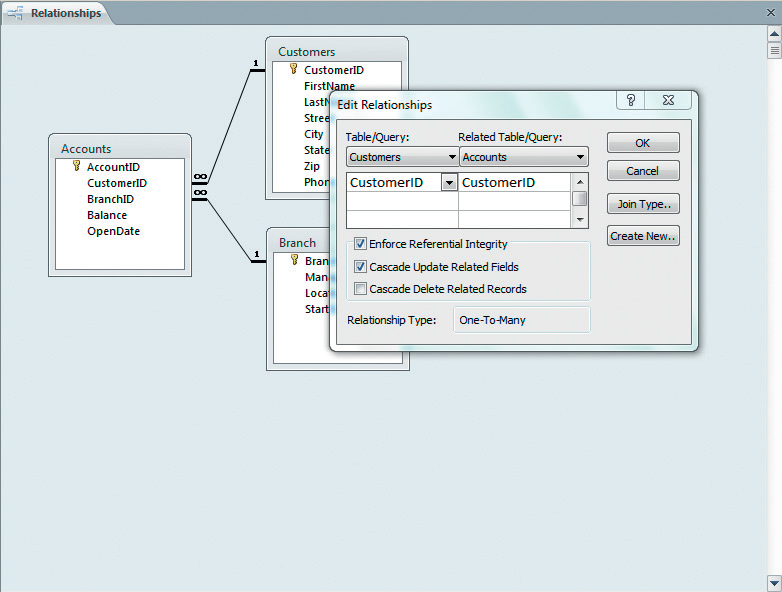 Relationships
Customers
CustomerID
FirstName
City
Zip
Accounts
AccountID
CustomerID
BranchID
Balance
OpenDate
1
∞
∞
1
Branch
Edit Relationships
?
Table/Query: Related Table/Query:
Customers Accounts
CustomerID CustomerID
Enforce Referential Integrity
Cascade Update Related Fields
Cascade Delete Related Records
Relationship Type: One-To-Many
OK
Cancel
Join Type..
Create New..